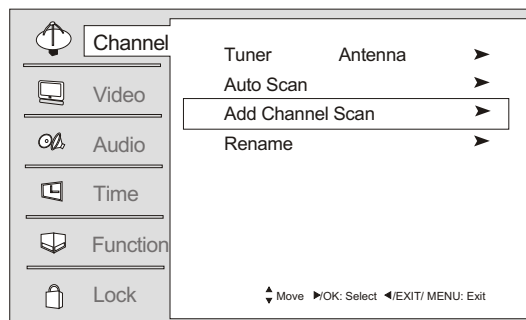 Channel
Video
Audio
Time
Function
Lock
Tuner Antenna
Auto Scan
Add Channel Scan
Rename
Move /OK: Select /EXIT/ MENU: Exit